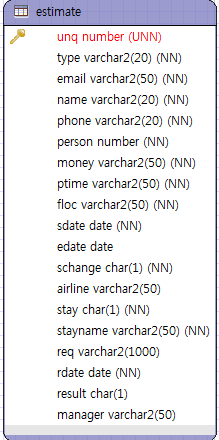 estimate
unq number (UNN)
type varchar2(20) (NN)
email varchar2(50) (NN)
name varchar2(20) (NN)
phone varchar2(20) (NN)
person number (NN)
money varchar2(50) (NN)
ptime varchar2(50) (NN)
floc varchar2(50) (NN)
sdate date (NN)
edate date
schange char(1) (NN)
airline varchar2(50)
stay char(1) (NN)
stayname varchar2(50) (NN)
req varchar2(1000)
rdate date (NN)
result char(1)
manager varchar2(50)